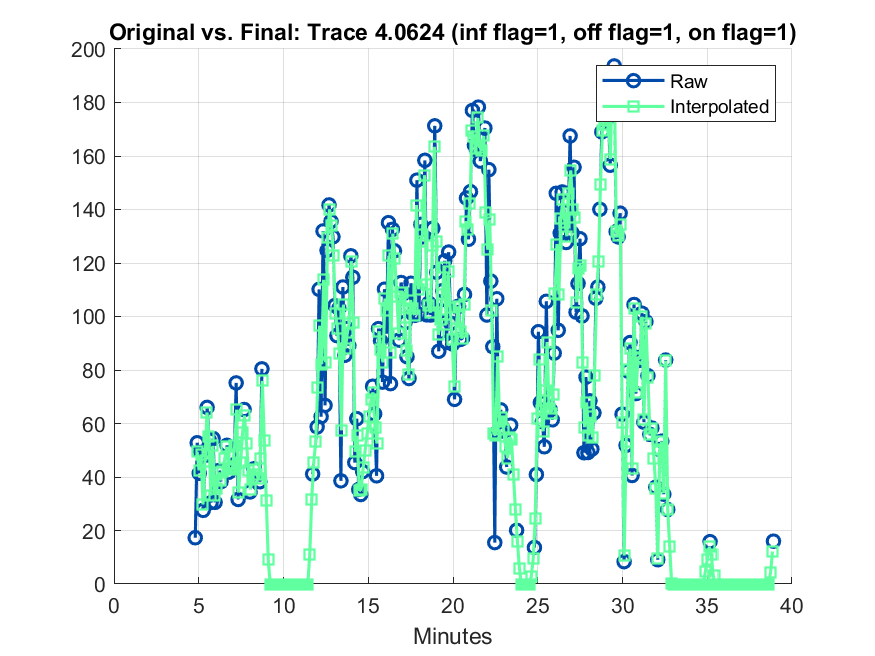 Original vs. Final: Trace 4.0624 (inf flag=1, off flag=1, on flag=1)
200
180
160
140
120
100
80
60
40
20
0
Raw
Interpolated
0 5 10 15 20 25 30 35 40
Minutes